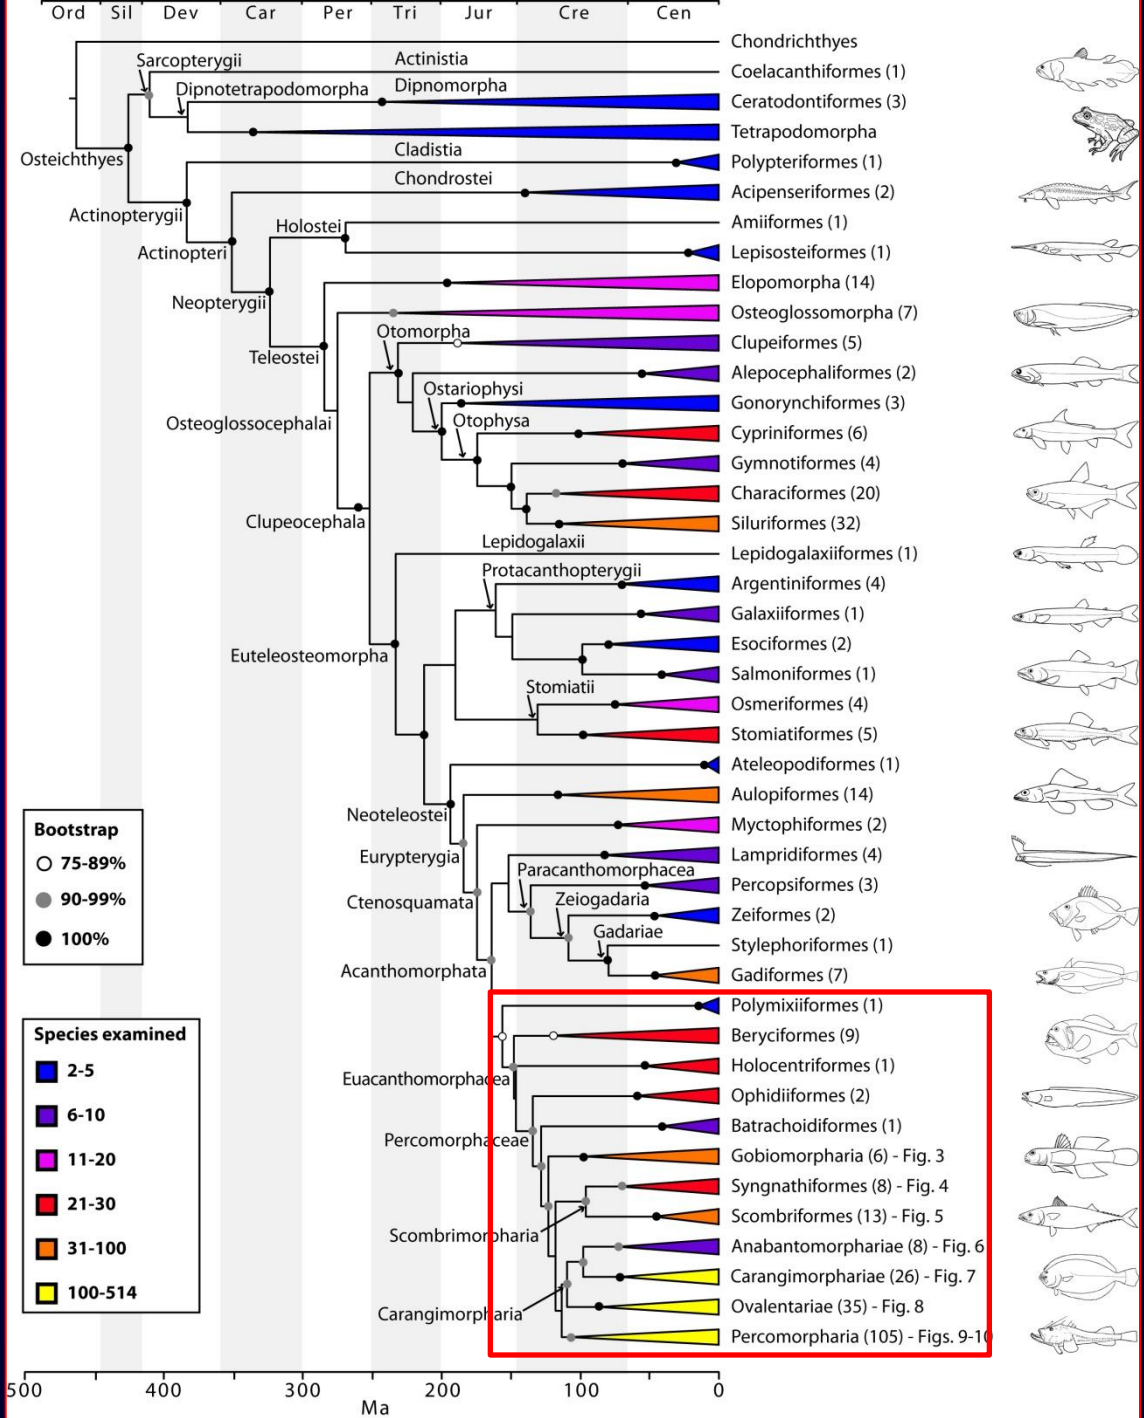 Ord Sil Dev Car Per Tri Jur Cre Cen
Chondrichthyes
Sarcopterygii
Actinistia
Coelacanthiformes (1)
Dipnotetrapodomorpha
Dipnomorpha
Ceratodontiformes (3)
Tetrapodomorpha
Osteichthyes
Cladistia
Polypteriformes (1)
Chondrostei
Acipenseriformes (2)
Actinopterygii
Holostei
Amiiformes (1)
Actinopteri
Lepisosteiformes (1)
Elopomorpha (14)
Neopterygii
Osteoglossomorpha (7)
Otomorpha
Clupeiformes (5)
Teleostei
Alepocephaliformes (2)
Ostariophysi
Gonorynchiformes (3)
Osteoglossocephalai
Otophysa
Cypriniformes (6)
Gymnotiformes (4)
Characiformes (20)
Clupeocephala
Siluriformes (32)
Lepidogalaxii
Lepidogalaxiiformes (1)
Protacanthopterygii
Argentiniformes (4)
Galaxiiformes (1)
Euteleosteomorpha
Esociformes (2)
Salmoniformes (1)
Stomiatii
Osmeriformes (4)
Stomiatiformes (5)
Ateleopodiformes (1)
Aulopiformes (14)
Neoteleostei
Myctophiformes (2)
Eurypterygia
Lampridiformes (4)
Paracanthomorphacea
Percopsiformes (3)
Ctenosquamata
Zeiogadaria
Zeiformes (2)
Gadariae
Stylephoriformes (1)
Acanthomorphata
Gadiformes (7)
Polymixiiformes (1)
Beryciformes (9)
Holocentriformes (1)
Euacanthomorphacea
Ophidiiformes (2)
Batrachoidiformes (1)
Percomorphaceae
Gobiomorpharia (6) - Fig. 3
Syngnathiformes (8) - Fig. 4
Scombriformes (13) - Fig. 5
Scombrimorpharia
Anabantomorphariae (8) - Fig. 6
Carangimorphariae (26) - Fig. 7
Ovalentariae (35) - Fig. 8
Carangimorpharia
Percomorpharia (105) - Figs. 9-10
Bootstrap
75-89%
90-99%
100%
Species examined
2-5
6-10
11-20
21-30
31-100
100-514
500 400 300 200 100 0
Ma